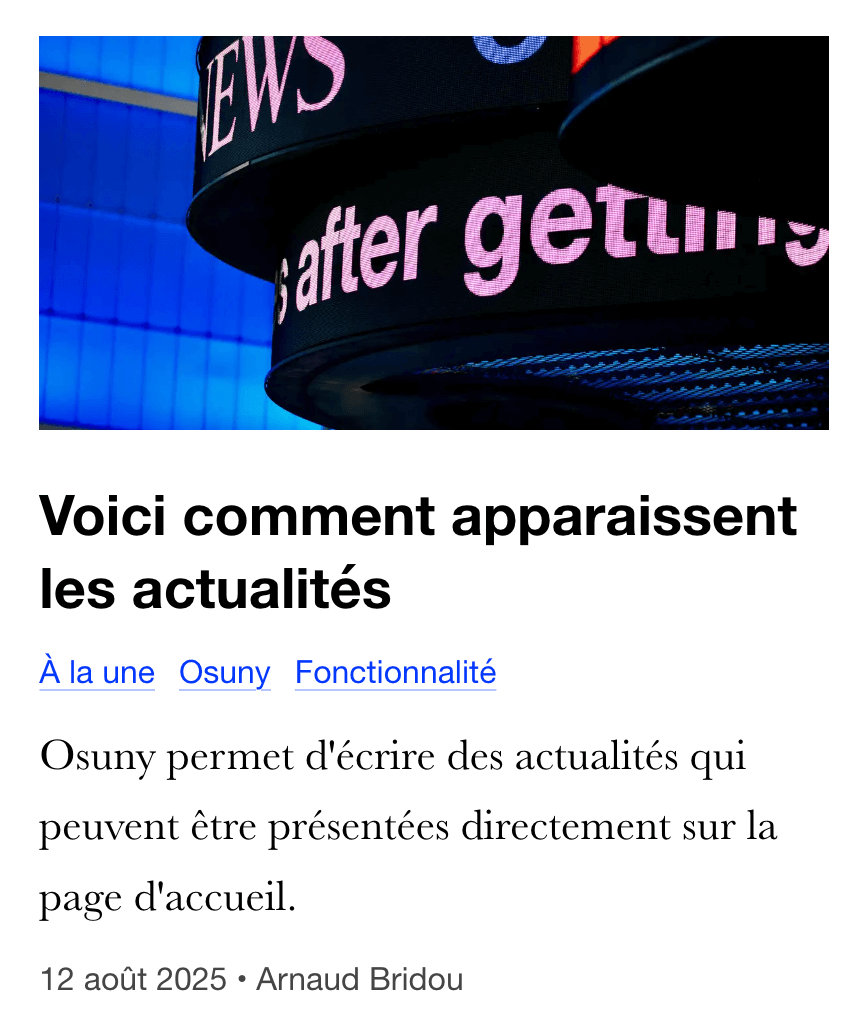 NEWS
after getting
Voici comment apparaissent
les actualités
À la une Osuny Fonctionnalité
Osuny permet d'écrire des actualités qui
peuvent être présentées directement sur la
page d'accueil.
12 août 2025 • Arnaud Bridou